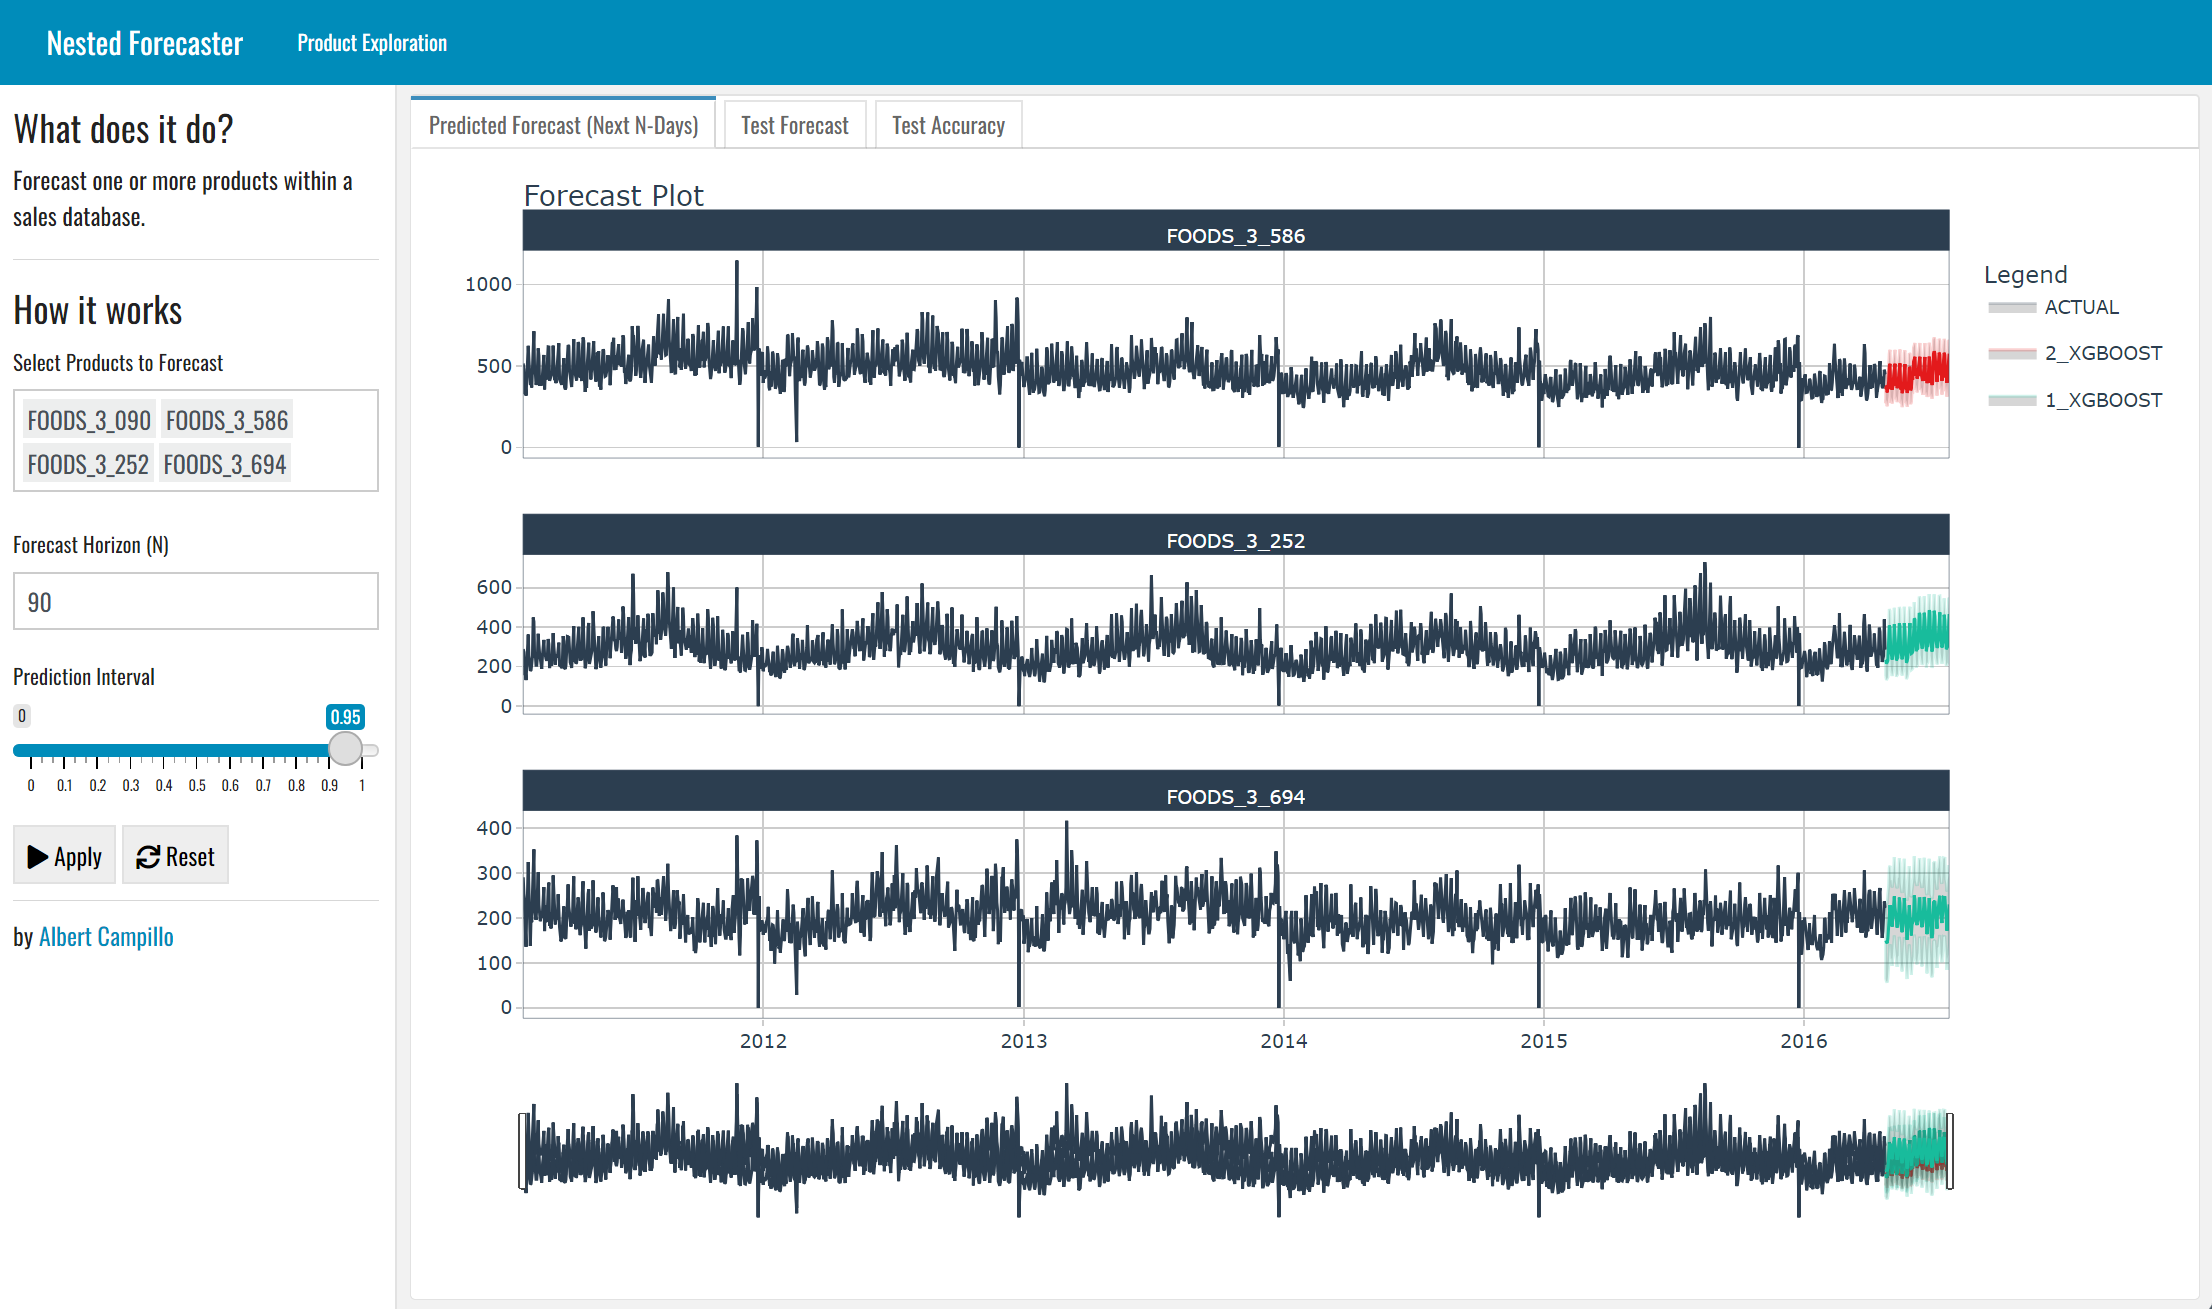 Nested Forecaster Product Exploration
What does it do?
Forecast one or more products within a
sales database.
How it works
Select Products to Forecast
FOODS_3_090 FOODS_3_586
FOODS_3_252 FOODS_3_694
Forecast Horizon (N)
90
Prediction Interval
0 0.95
0 0.1 0.2 0.3 0.4 0.5 0.6 0.7 0.8 0.9 1
Apply Reset
by Albert Campillo
Predicted Forecast (Next N-Days) Test Forecast Test Accuracy
Forecast Plot
FOODS_3_586
1000
500
0
FOODS_3_252
600
400
200
0
FOODS_3_694
400
300
200
100
0
2012 2013 2014 2015 2016
Legend
ACTUAL
2_XGBOOST
1_XGBOOST